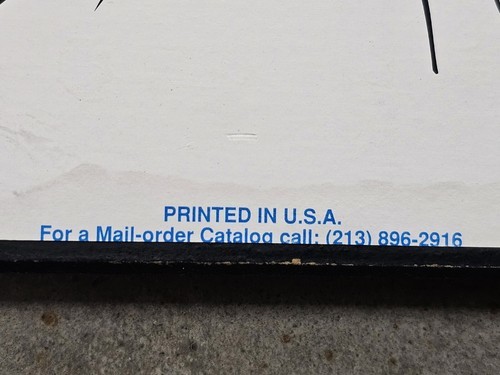 PRINTED IN U.S.A.
For a Mail-order Catalog call: (213) 896-2916